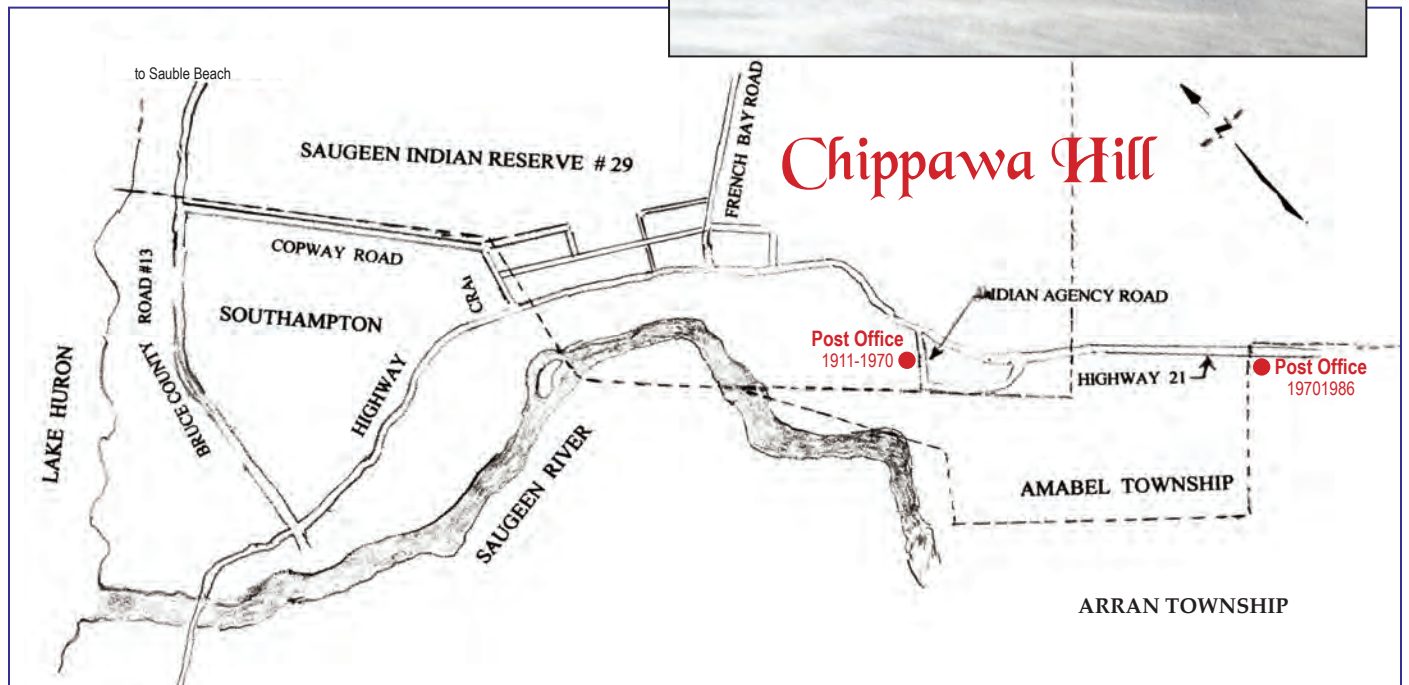 to Sauble Beach
SAUGEEN INDIAN RESERVE # 29
FRENCH BAY ROAD
Chippawa Hill
N
COPWAY ROAD
CRAI
BRUCE COUNTY ROAD #13
SOUTHAMPTON
INDIAN AGENCY ROAD
Post Office
1911-1970
HIGHWAY 21
Post Office
19701986
LAKE HURON
HIGHWAY
SAUGEEN RIVER
AMABEL TOWNSHIP
ARRAN TOWNSHIP